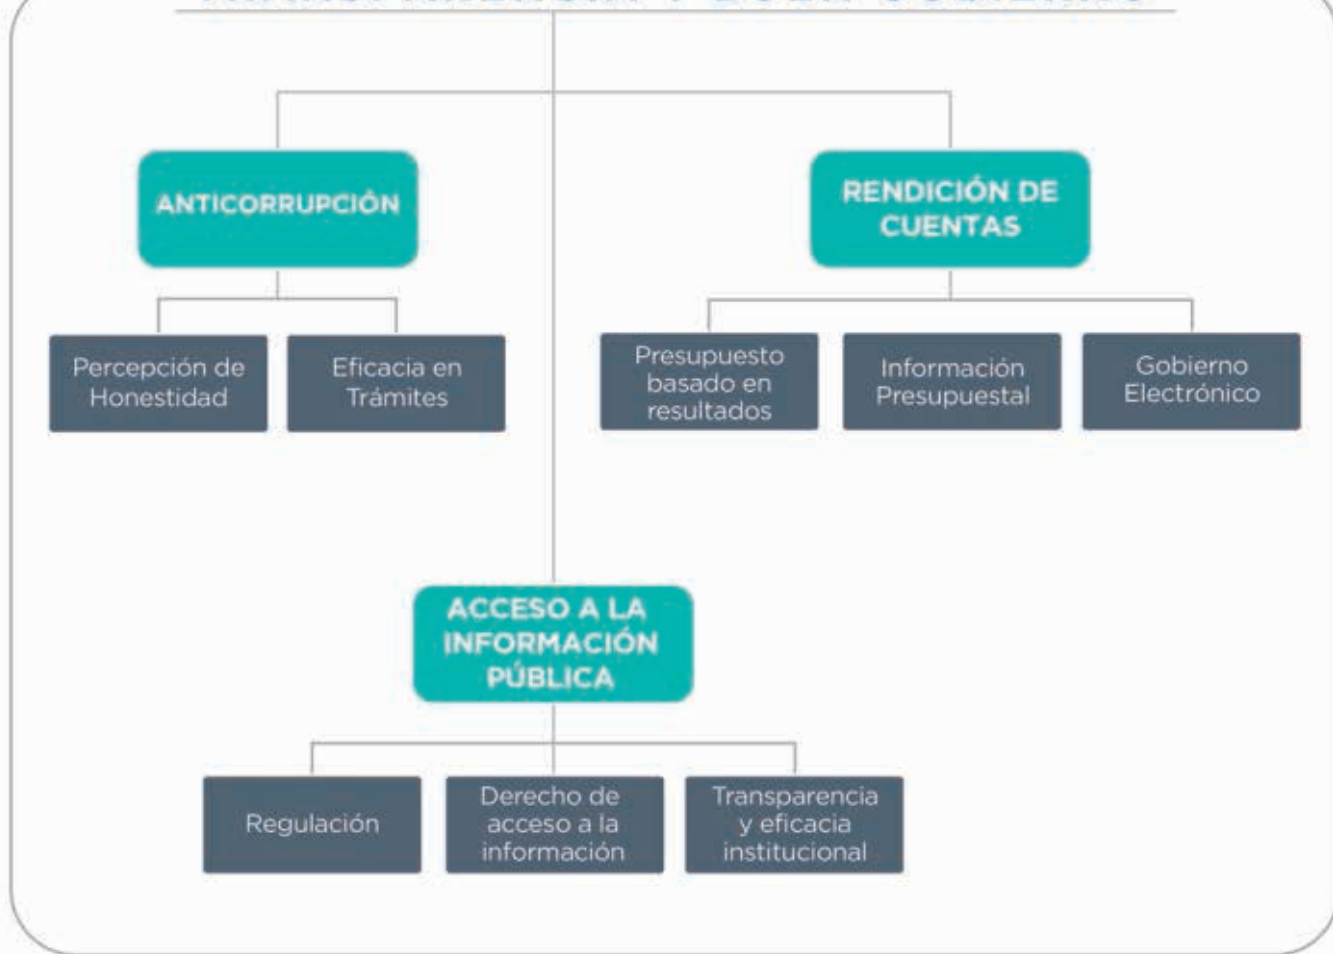 ANTICORRUPCIÓN
RENDICIÓN DE
CUENTAS
Percepción de
Honestidad
Eficacia en
Trámites
Presupuesto
basado en
resultados
Información
Presupuestal
Gobierno
Electrónico
ACCESO A LA
INFORMACIÓN
PÚBLICA
Regulación
Derecho de
acceso a la
información
Transparencia
y eficacia
institucional